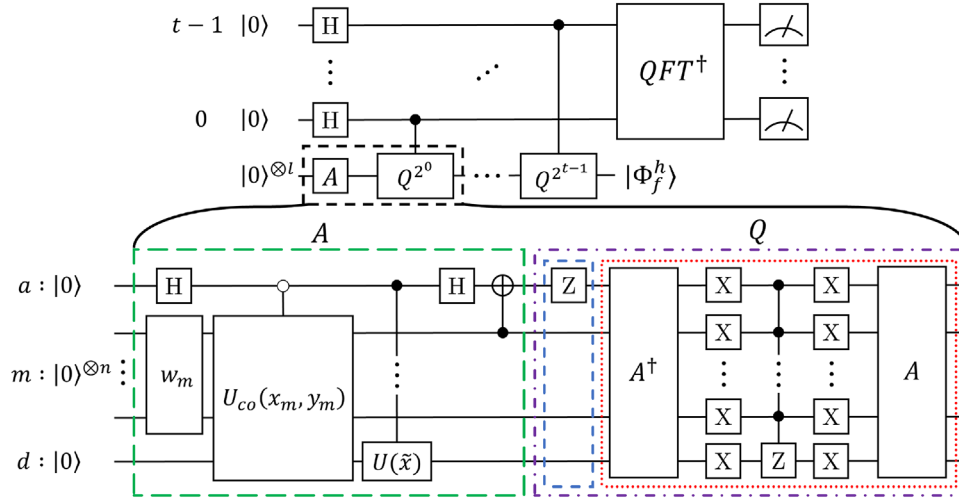 t − 1 |0⟩ H
⋮ ⋮ ⋰ QFT† ⋮
0 |0⟩ H
|0⟩⊗l A Q^{2^0} ⋯ Q^{2^{t−1}} |Φ_f^h⟩
A Q
a : |0⟩ H H Z X X
w_m X X
m : |0⟩⊗n ⋮ U_co(x_m, y_m) ⋮ A† ⋮ ⋮ ⋮ A
X X
d : |0⟩ U(x̃) X Z X